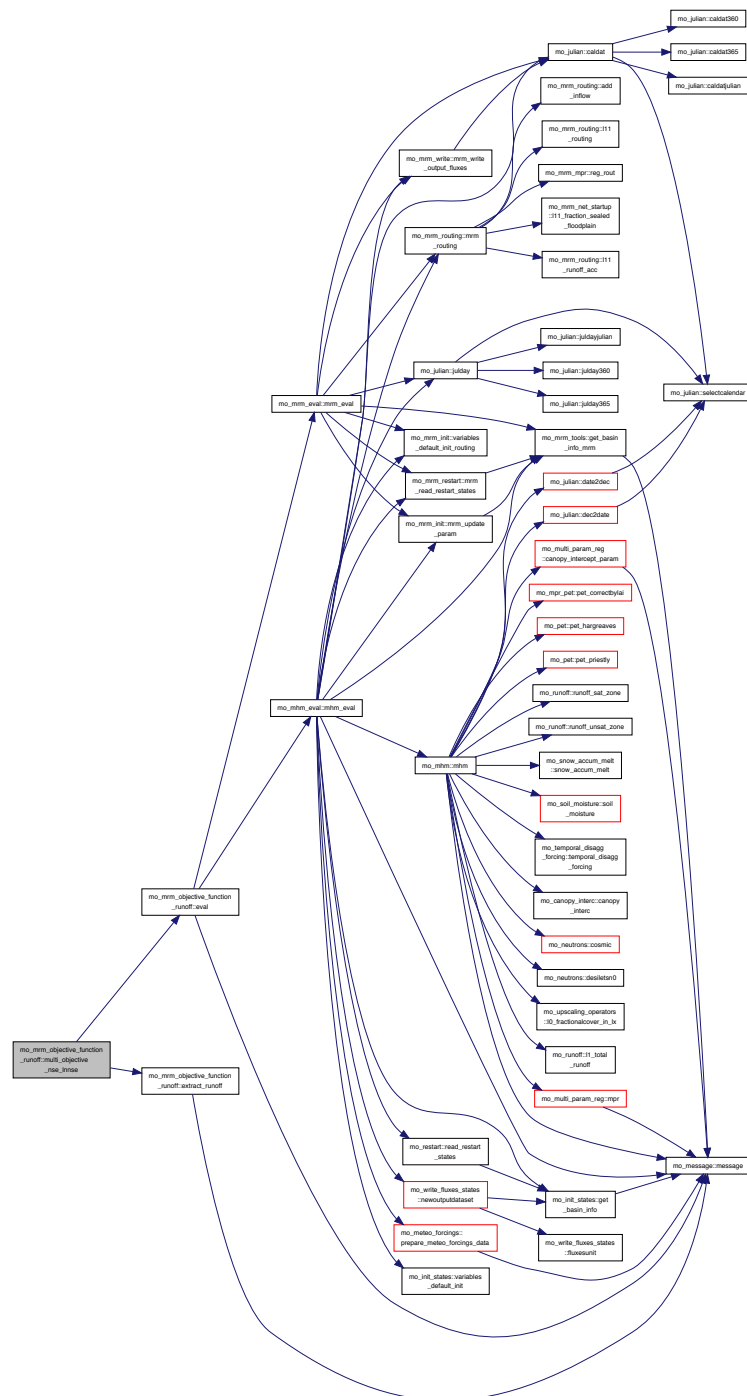 mo_julian::caldat360
mo_julian::caldat
mo_julian::caldat365
mo_julian::caldatjulian
mo_mrm_routing::add
_inflow
mo_mrm_routing::l11
_routing
mo_mrm_write::mrm_write
_output_fluxes
mo_mrm_mpr::reg_rout
mo_mrm_net_startup
::l11_fraction_sealed
_floodplain
mo_mrm_routing::mrm
_routing
mo_mrm_routing::l11
_runoff_acc
mo_julian::juldayjulian
mo_julian::julday
mo_julian::julday360
mo_julian::selectcalendar
mo_mrm_eval::mrm_eval
mo_julian::julday365
mo_mrm_init::variables
_default_init_routing
mo_mrm_tools::get_basin
_info_mrm
mo_mrm_restart::mrm
_read_restart_states
mo_julian::date2dec
mo_mrm_init::mrm_update
_param
mo_julian::dec2date
mo_multi_param_reg
::canopy_intercept_param
mo_mpr_pet::pet_correctbylai
mo_pet::pet_hargreaves
mo_pet::pet_priestly
mo_runoff::runoff_sat_zone
mo_mhm_eval::mhm_eval
mo_runoff::runoff_unsat_zone
mo_mhm::mhm
mo_snow_accum_melt
::snow_accum_melt
mo_soil_moisture::soil
_moisture
mo_temporal_disagg
_forcing::temporal_disagg
_forcing
mo_mrm_objective_function
_runoff::eval
mo_canopy_interc::canopy
_interc
mo_neutrons::cosmic
mo_neutrons::desiletsn0
mo_upscaling_operators
::l0_fractionalcover_in_lx
mo_mrm_objective_function
_runoff::multi_objective
_nse_lnnse
mo_runoff::l1_total
_runoff
mo_mrm_objective_function
_runoff::extract_runoff
mo_multi_param_reg::mpr
mo_restart::read_restart
_states
mo_message::message
mo_write_fluxes_states
::newoutputdataset
mo_init_states::get
_basin_info
mo_meteo_forcings::
prepare_meteo_forcings_data
mo_write_fluxes_states
::fluxesunit
mo_init_states::variables
_default_init